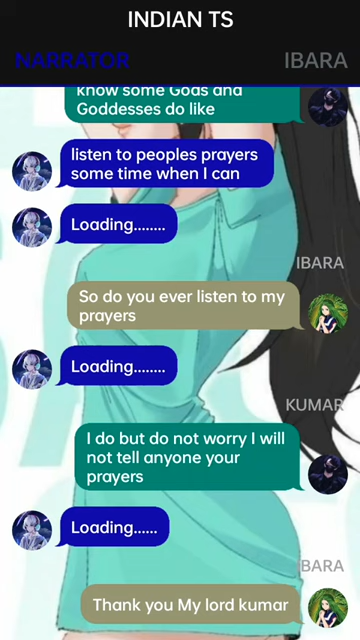 INDIAN TS
NARRATOR
IBARA
know some Gods and
Goddesses do like
listen to peoples prayers
some time when I can
Loading........
IBARA
So do you ever listen to my
prayers
Loading........
KUMAR
I do but do not worry I will
not tell anyone your
prayers
Loading......
IBARA
Thank you My lord kumar